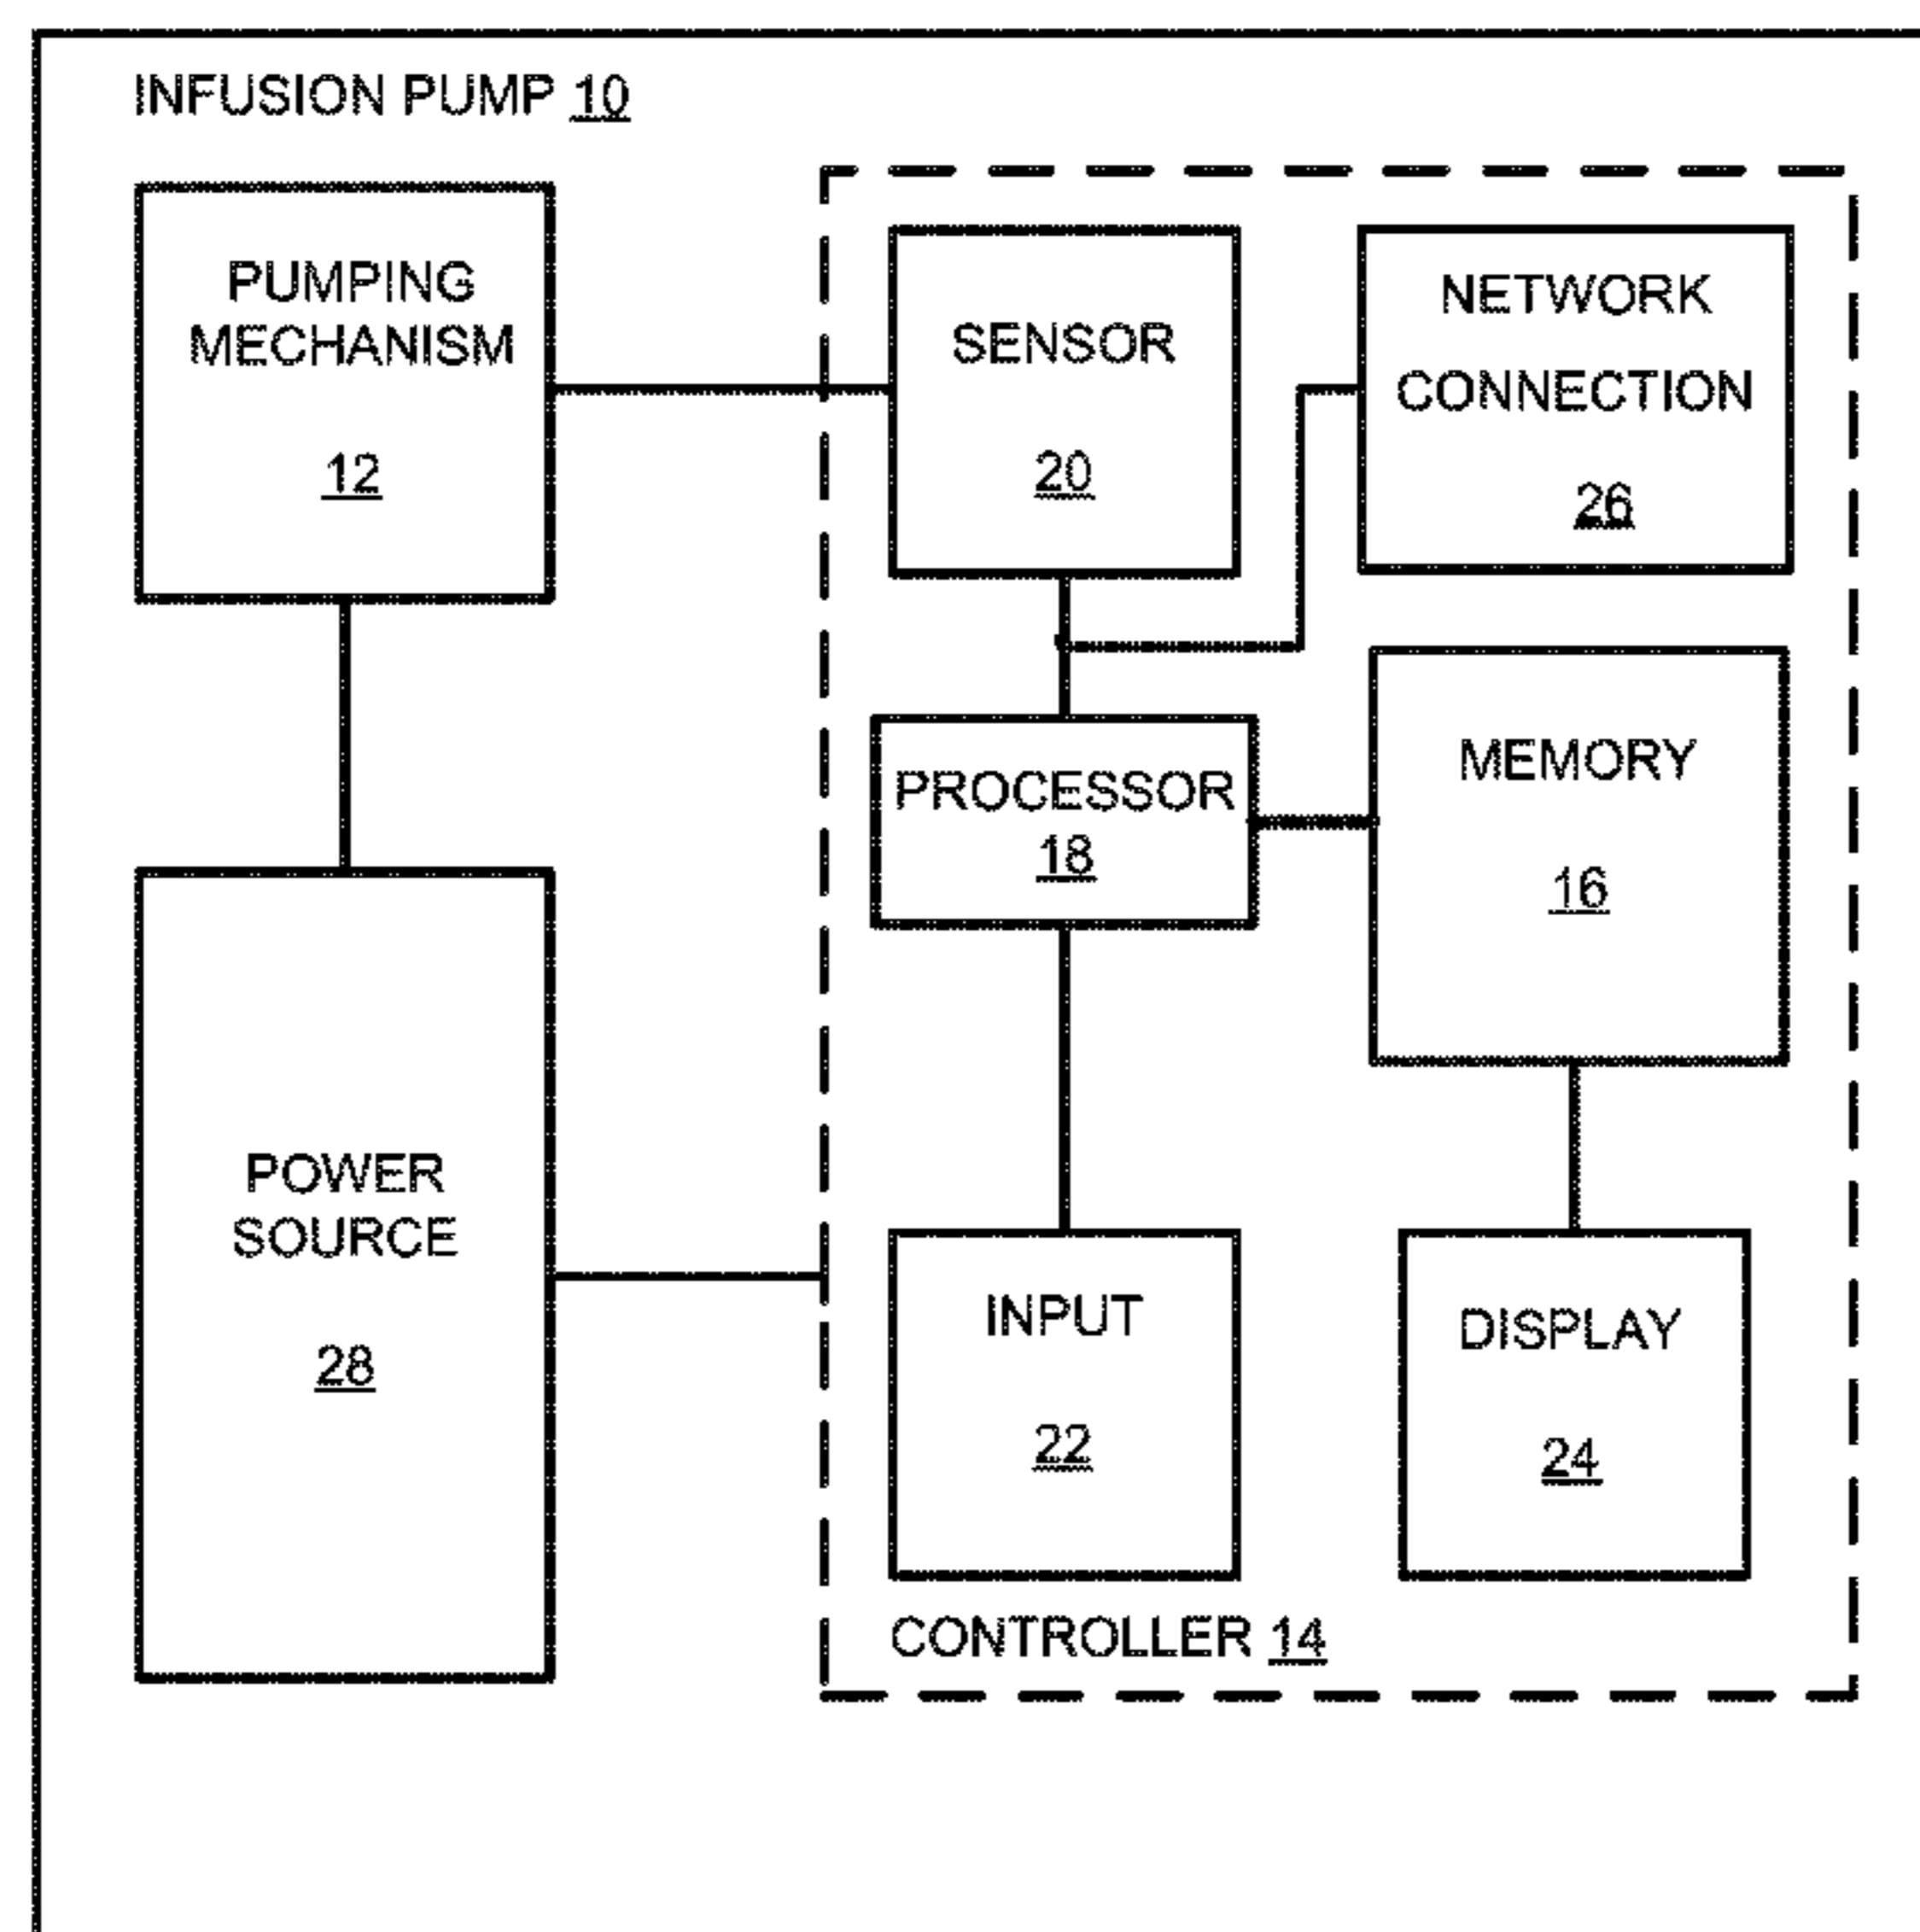 INFUSION PUMP 10
PUMPING
MECHANISM
12
SENSOR
20
NETWORK
CONNECTION
26
PROCESSOR
18
MEMORY
16
POWER
SOURCE
28
INPUT
22
DISPLAY
24
CONTROLLER 14